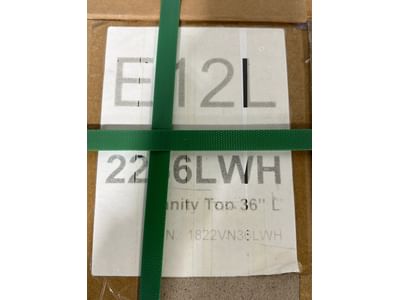 E12L
22 6LWH
anity Top 36" L
N. 1822VN36LWH